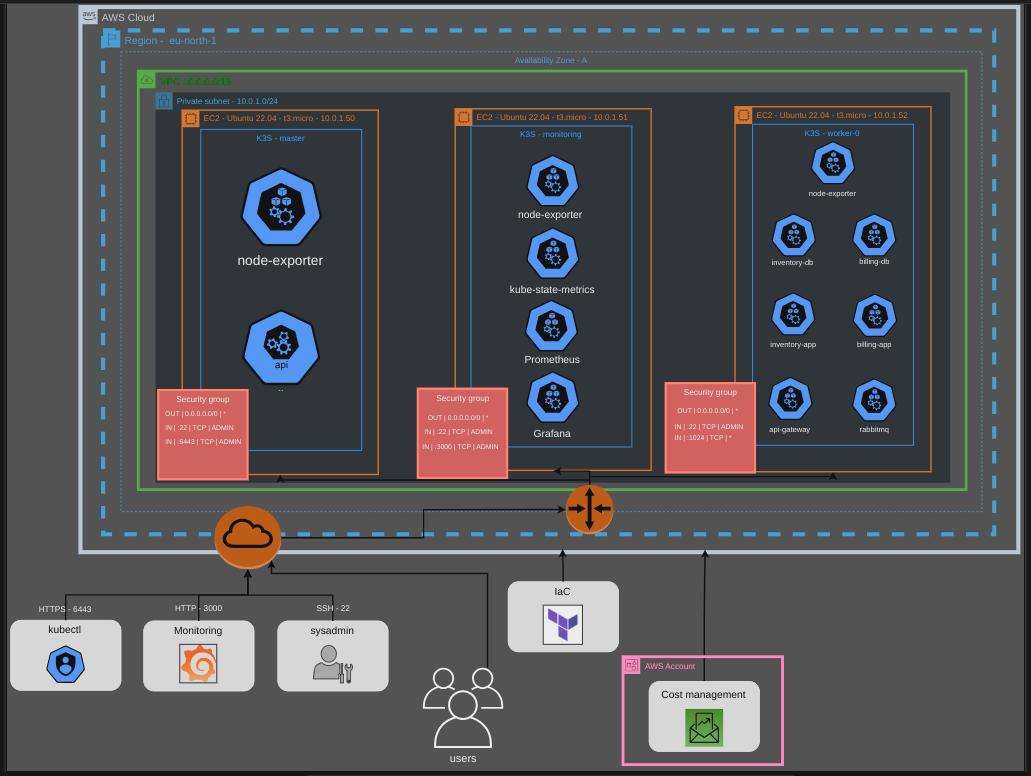 aws
AWS Cloud
Region - eu-north-1
Availability Zone - A
VPC 10.0.0.0/16
Private subnet - 10.0.1.0/24
EC2 - Ubuntu 22.04 - t3.micro - 10.0.1.50
K3S - master
node-exporter
api
Security group
OUT | 0.0.0.0.0/0 | *
IN | :22 | TCP | ADMIN
IN | :6443 | TCP | ADMIN
EC2 - Ubuntu 22.04 - t3.micro - 10.0.1.51
K3S - monitoring
node-exporter
kube-state-metrics
Prometheus
Grafana
Security group
OUT | 0.0.0.0.0/0 | *
IN | :22 | TCP | ADMIN
IN | :3000 | TCP | ADMIN
EC2 - Ubuntu 22.04 - t3.micro - 10.0.1.52
K3S - worker-0
node-exporter
inventory-db
billing-db
inventory-app
billing-app
api-gateway
rabbitmq
Security group
OUT | 0.0.0.0.0/0 | *
IN | :22 | TCP | ADMIN
IN | :1024 | TCP | *
HTTPS - 6443
HTTP - 3000
SSH - 22
kubectl
Monitoring
sysadmin
users
IaC
AWS Account
Cost management